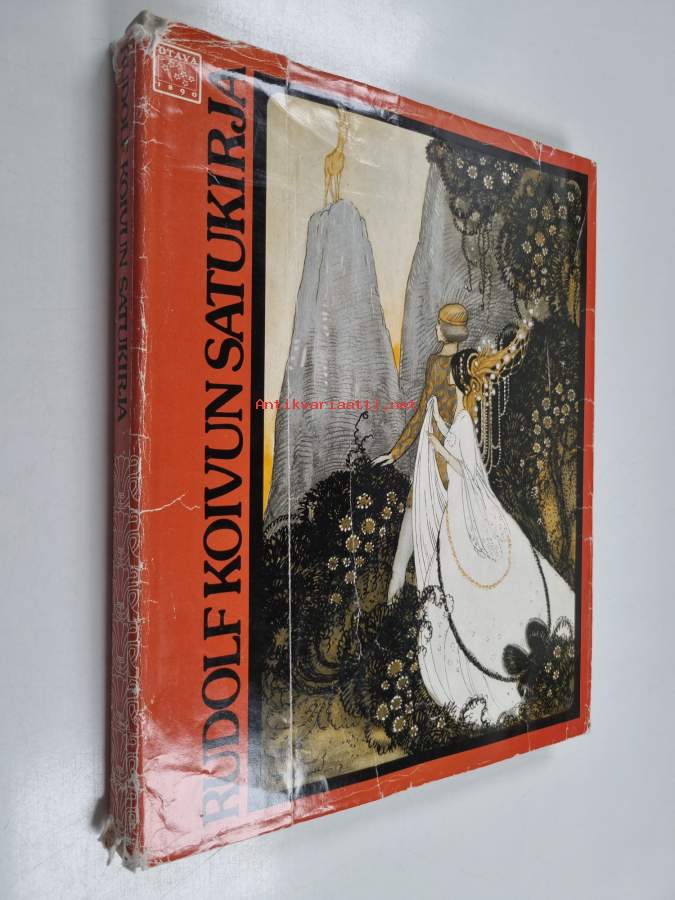 OTAVA
1890
RUDOLF KOIVUN SATUKIRJA
RUDOLF KOIVUN SATUKIRJA
Antikvariaatti.net